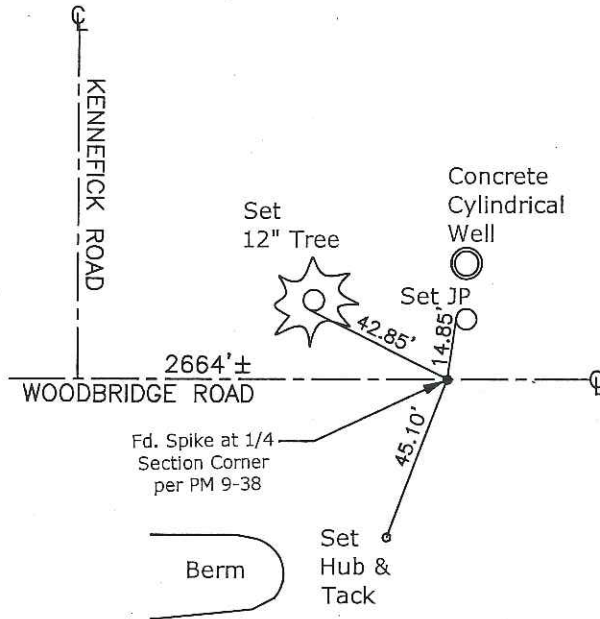 ℄
KENNEFICK ROAD
Concrete
Cylindrical
Well
Set
12" Tree
Set JP
42.85'
14.85'
2664'±
WOODBRIDGE ROAD
℄
45.10'
Fd. Spike at 1/4
Section Corner
per PM 9-38
Set
Hub &
Tack
Berm